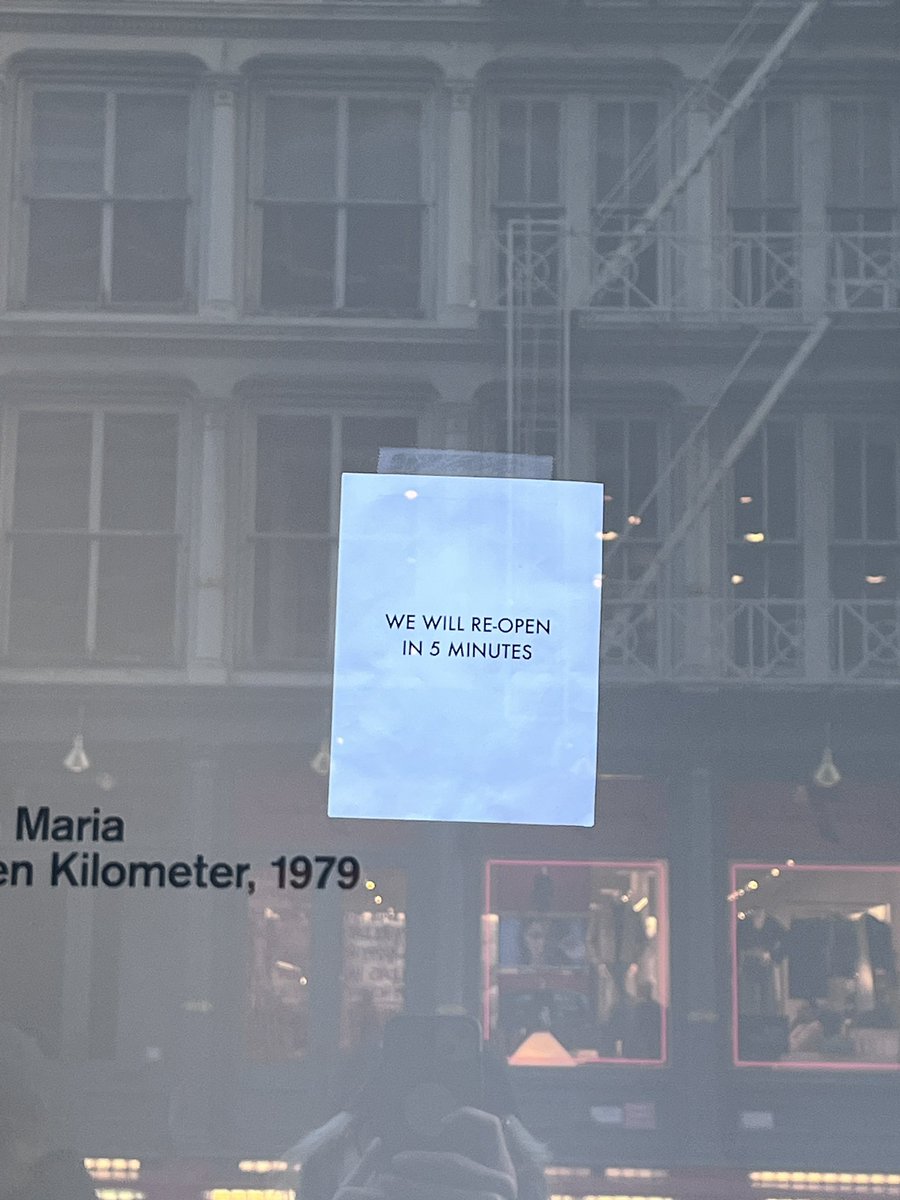 WE WILL RE-OPEN
IN 5 MINUTES
Maria
en Kilometer, 1979